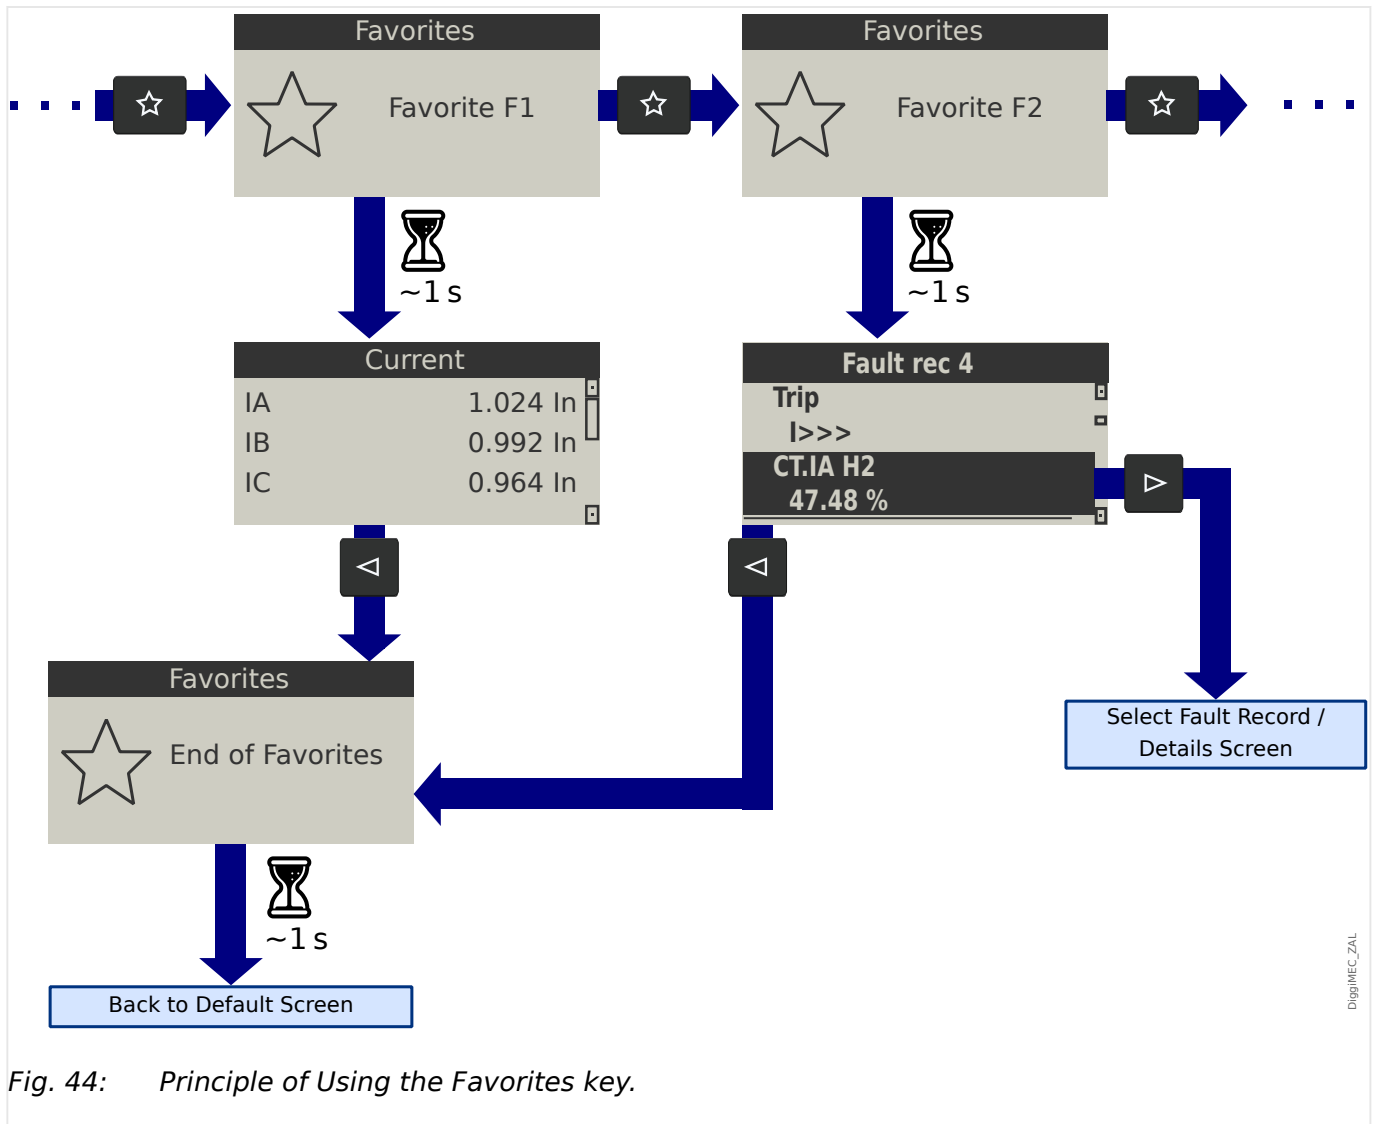 Favorites
Favorites
Favorite F1
Favorite F2
~1 s
~1 s
Current
IA 1.024 In
IB 0.992 In
IC 0.964 In
Fault rec 4
Trip
I>>>
CT.IA H2
47.48 %
Favorites
End of Favorites
Select Fault Record /
Details Screen
~1 s
Back to Default Screen
DiggiMEC_ZAL
Fig. 44: Principle of Using the Favorites key.